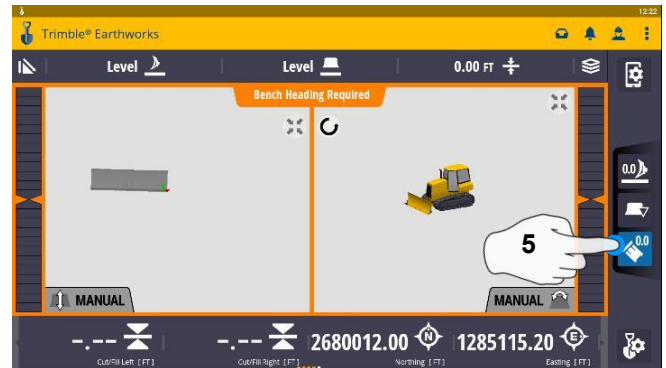 12:22
Trimble® Earthworks
Level Level 0.00 FT
Bench Heading Required
0.0
5
0.0
MANUAL MANUAL
-.-- -.-- 2680012.00 N 1285115.20 E
Cut/Fill Left [FT] Cut/Fill Right [FT] Northing [FT] Easting [FT]